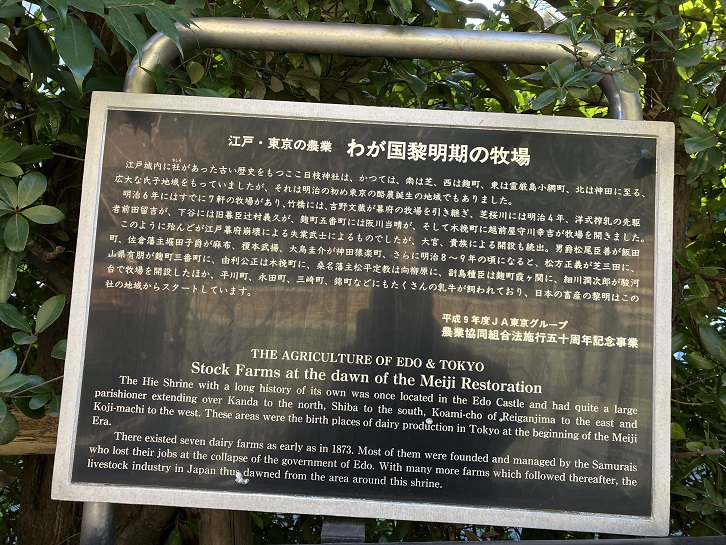 江戸・東京の農業 わが国黎明期の牧場
やしろ
江戸城内に社があった古い歴史をもつここ日枝神社は、かつては、南は芝、西は麹町、東は霊厳島小網町、北は神田に至る、
広大な氏子地域をもっていましたが、それは明治の初め東京の酪農誕生の地域でもありました。
明治6年にはすでに7軒の牧場があり、竹橋には、吉野文蔵が幕府の牧場を引き継ぎ、芝桜川には明治4年、洋式搾乳の先駆
者前田留吉が、下谷には旧幕臣辻村義久が、麹町五番町には阪川当晴が、そして木挽町に越前屋守川幸吉が牧場を開きました。
このように殆んどが江戸幕府崩壊による失業武士によるものでしたが、大官、貴族による開設も続出。男爵松尾臣善が飯田
町、佐倉藩主堀田子爵が麻布、榎本武揚、大鳥圭介が神田猿楽町、さらに明治8〜9年の頃になると、松方正義が芝三田に、
山県有朋が麹町三番町に、由利公正は木挽町に、桑名藩主松平定教は向柳原に、副島種臣は麹町霞ヶ関に、細川潤次郎が駿河
台で牧場を開設したほか、平川町、永田町、三崎町、錦町などにもたくさんの乳牛が飼われており、日本の畜産の黎明はこの
社の地域からスタートしています。
平成9年度JA東京グループ
農業協同組合法施行五十周年記念事業
THE AGRICULTURE OF EDO & TOKYO
Stock Farms at the dawn of the Meiji Restoration
The Hie Shrine with a long history of its own was once located in the Edo Castle and had quite a large
parishioner extending over Kanda to the north, Shiba to the south, Koami-cho of Reiganjima to the east and
Koji-machi to the west. These areas were the birth places of dairy production in Tokyo at the beginning of the Meiji
Era.
There existed seven dairy farms as early as in 1873. Most of them were founded and managed by the Samurais
who lost their jobs at the collapse of the government of Edo. With many more farms which followed thereafter, the
livestock industry in Japan thus dawned from the area around this shrine.